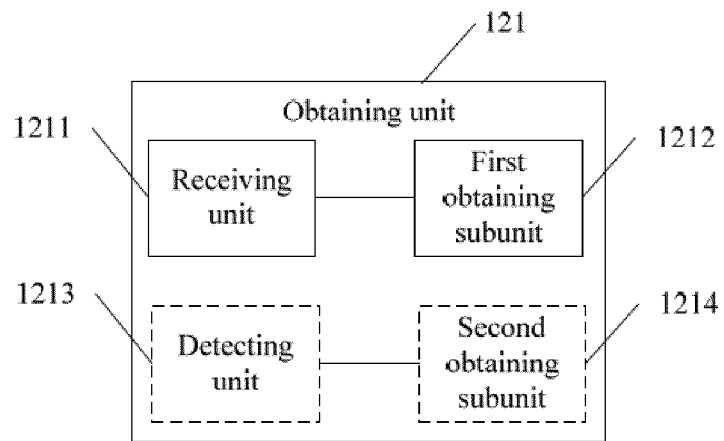 121
Obtaining unit
1211
1212
Receiving
unit
First
obtaining
subunit
1213
1214
Detecting
unit
Second
obtaining
subunit